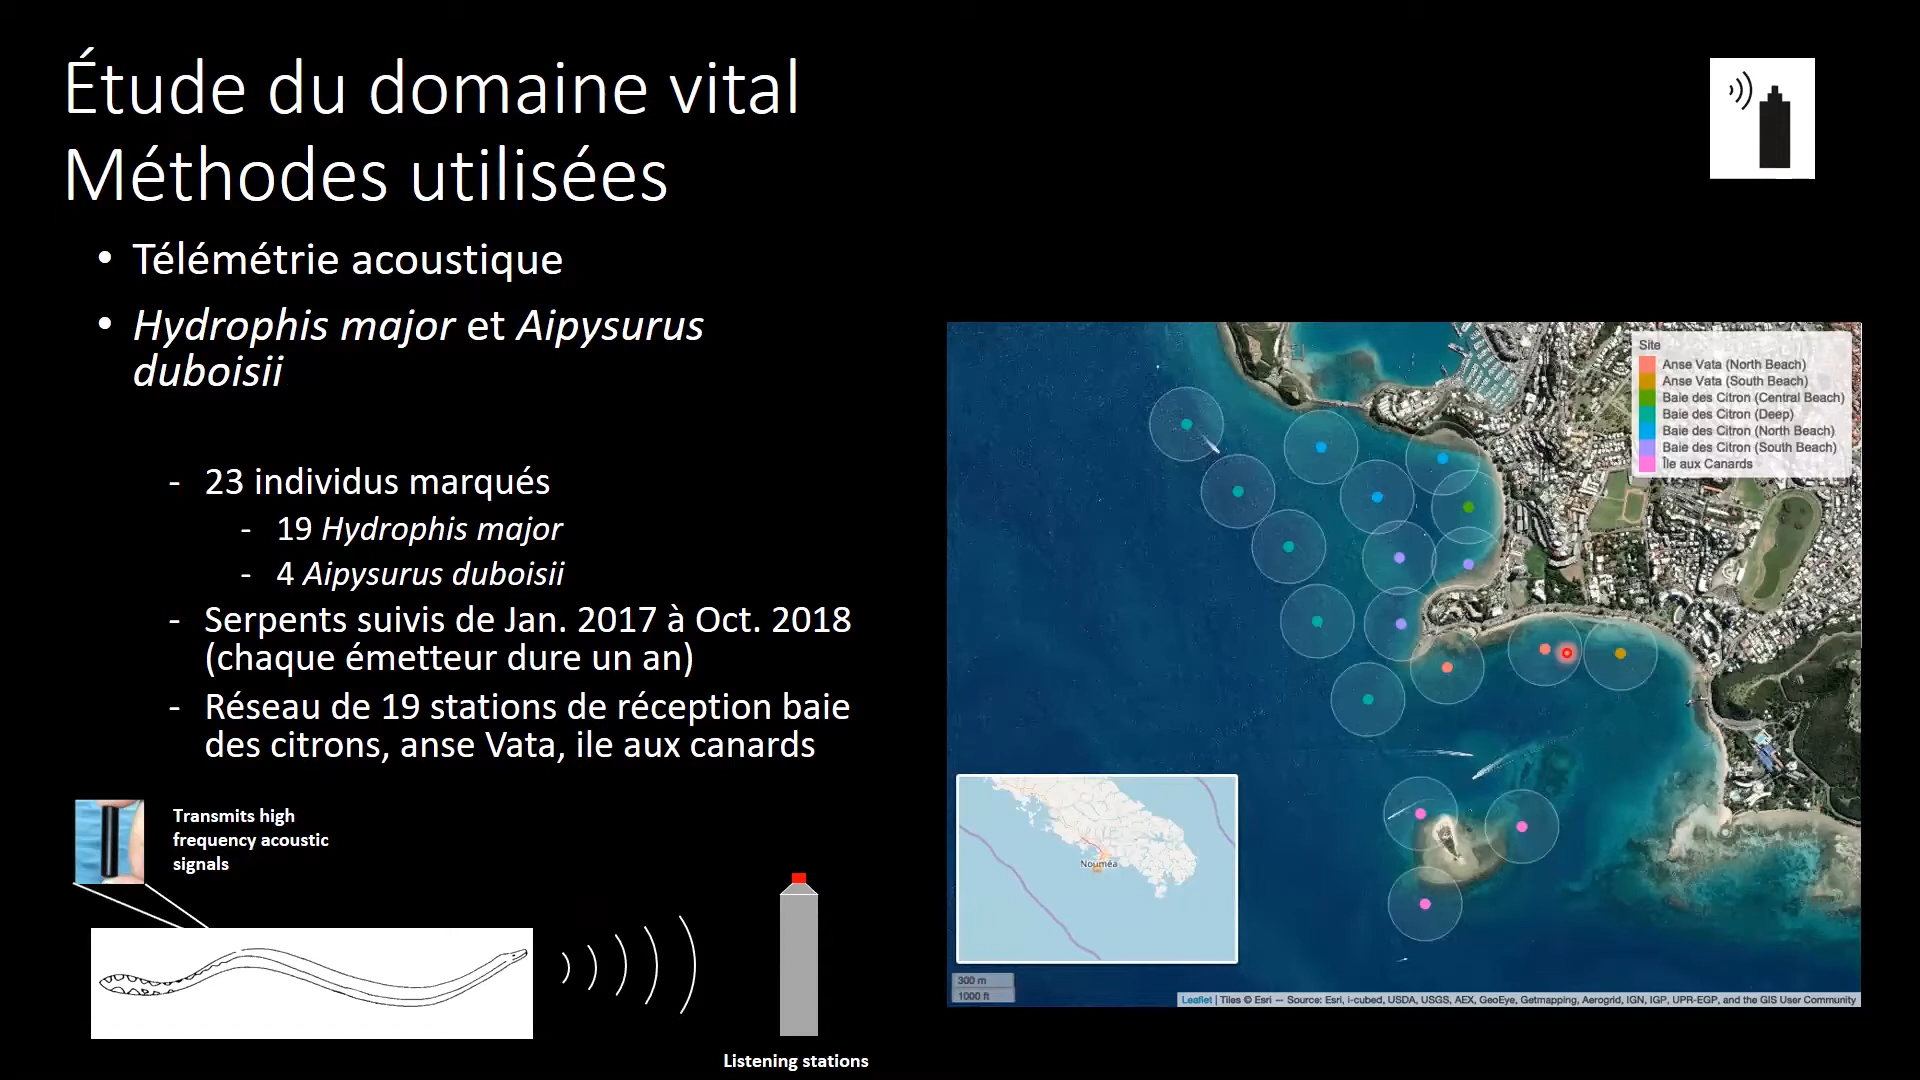 Étude du domaine vital
Méthodes utilisées
• Télémétrie acoustique
• Hydrophis major et Aipysurus
duboisii
- 23 individus marqués
- 19 Hydrophis major
- 4 Aipysurus duboisii
- Serpents suivis de Jan. 2017 à Oct. 2018
(chaque émetteur dure un an)
- Réseau de 19 stations de réception baie
des citrons, anse Vata, ile aux canards
Transmits high
frequency acoustic
signals
Listening stations
Site
Anse Vata (North Beach)
Anse Vata (South Beach)
Baie des Citron (Central Beach)
Baie des Citron (Deep)
Baie des Citron (North Beach)
Baie des Citron (South Beach)
Île aux Canards
Nouméa
300 m
1000 ft
Leaflet | Tiles © Esri — Source: Esri, i-cubed, USDA, USGS, AEX, GeoEye, Getmapping, Aerogrid, IGN, IGP, UPR-EGP, and the GIS User Community